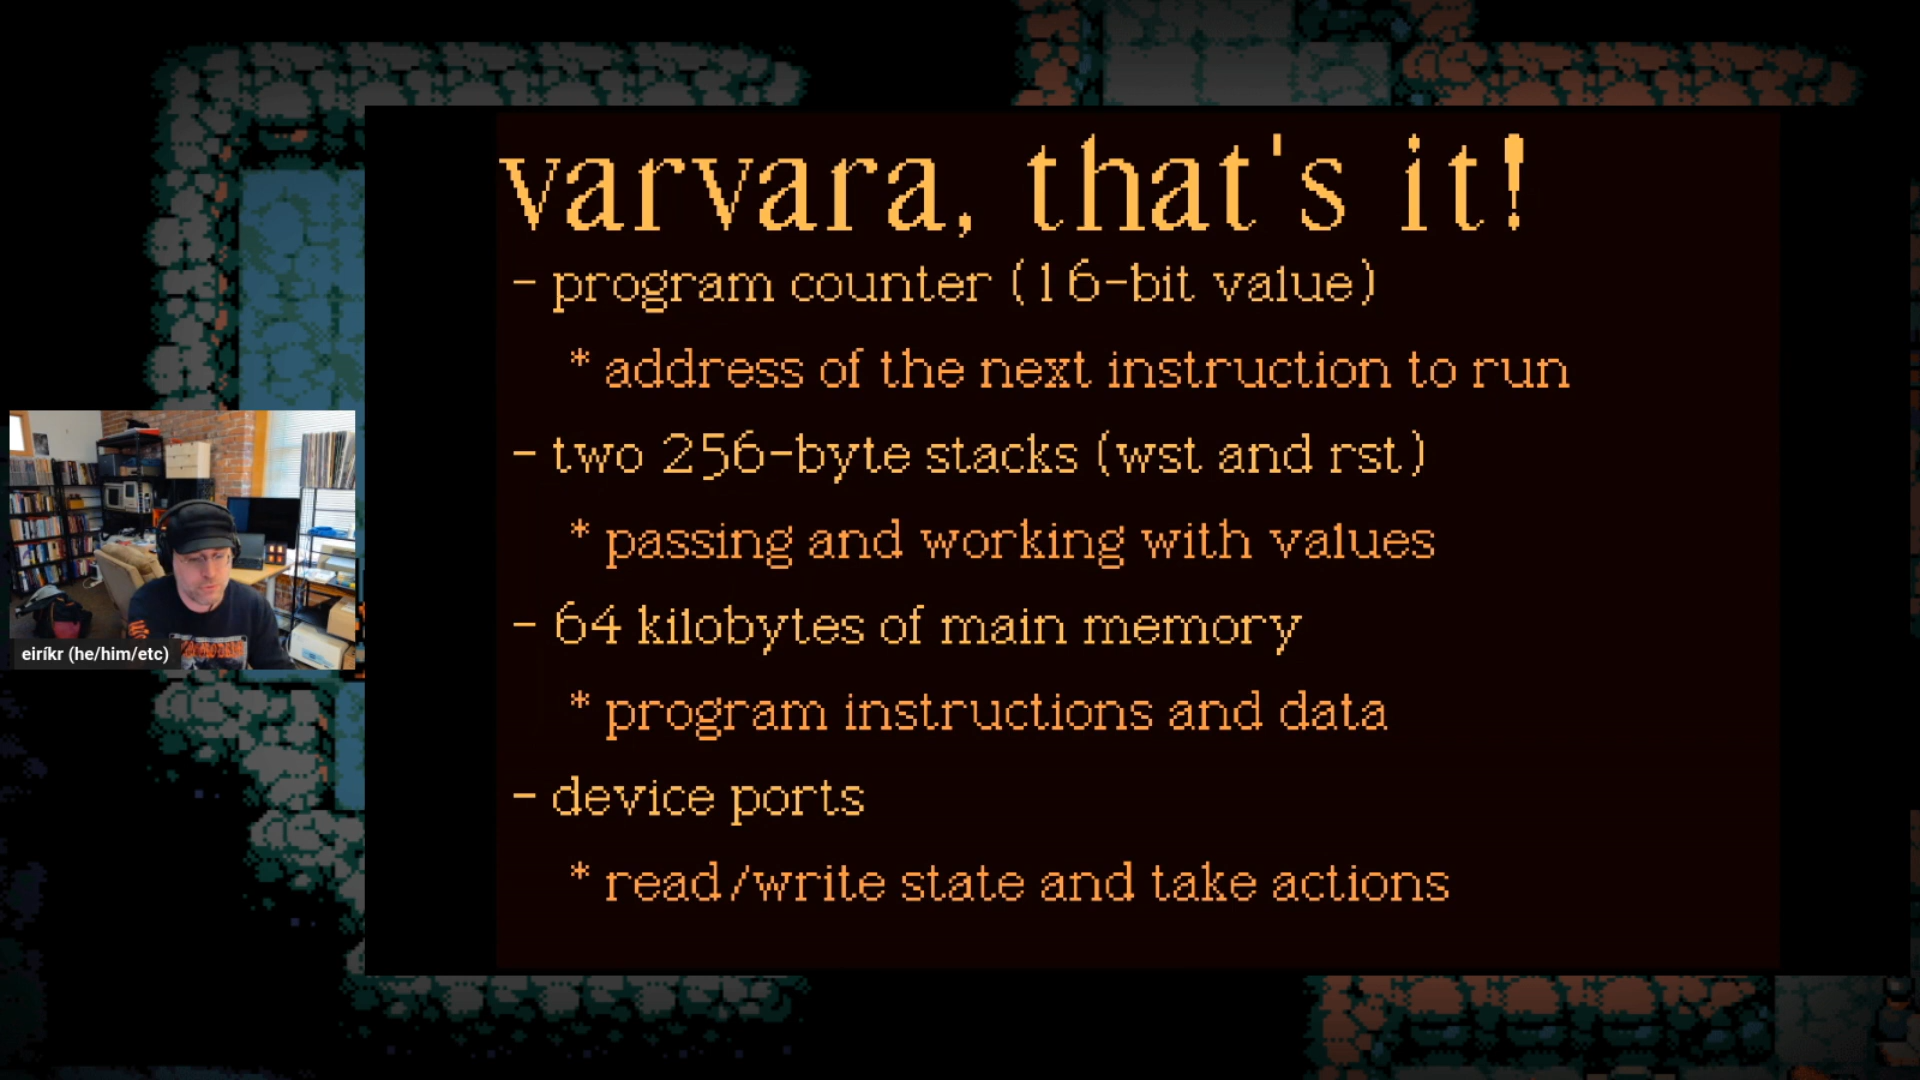 varvara, that's it!
- program counter (16-bit value)
* address of the next instruction to run
- two 256-byte stacks (wst and rst)
* passing and working with values
- 64 kilobytes of main memory
* program instructions and data
- device ports
* read/write state and take actions
eiríkr (he/him/etc)